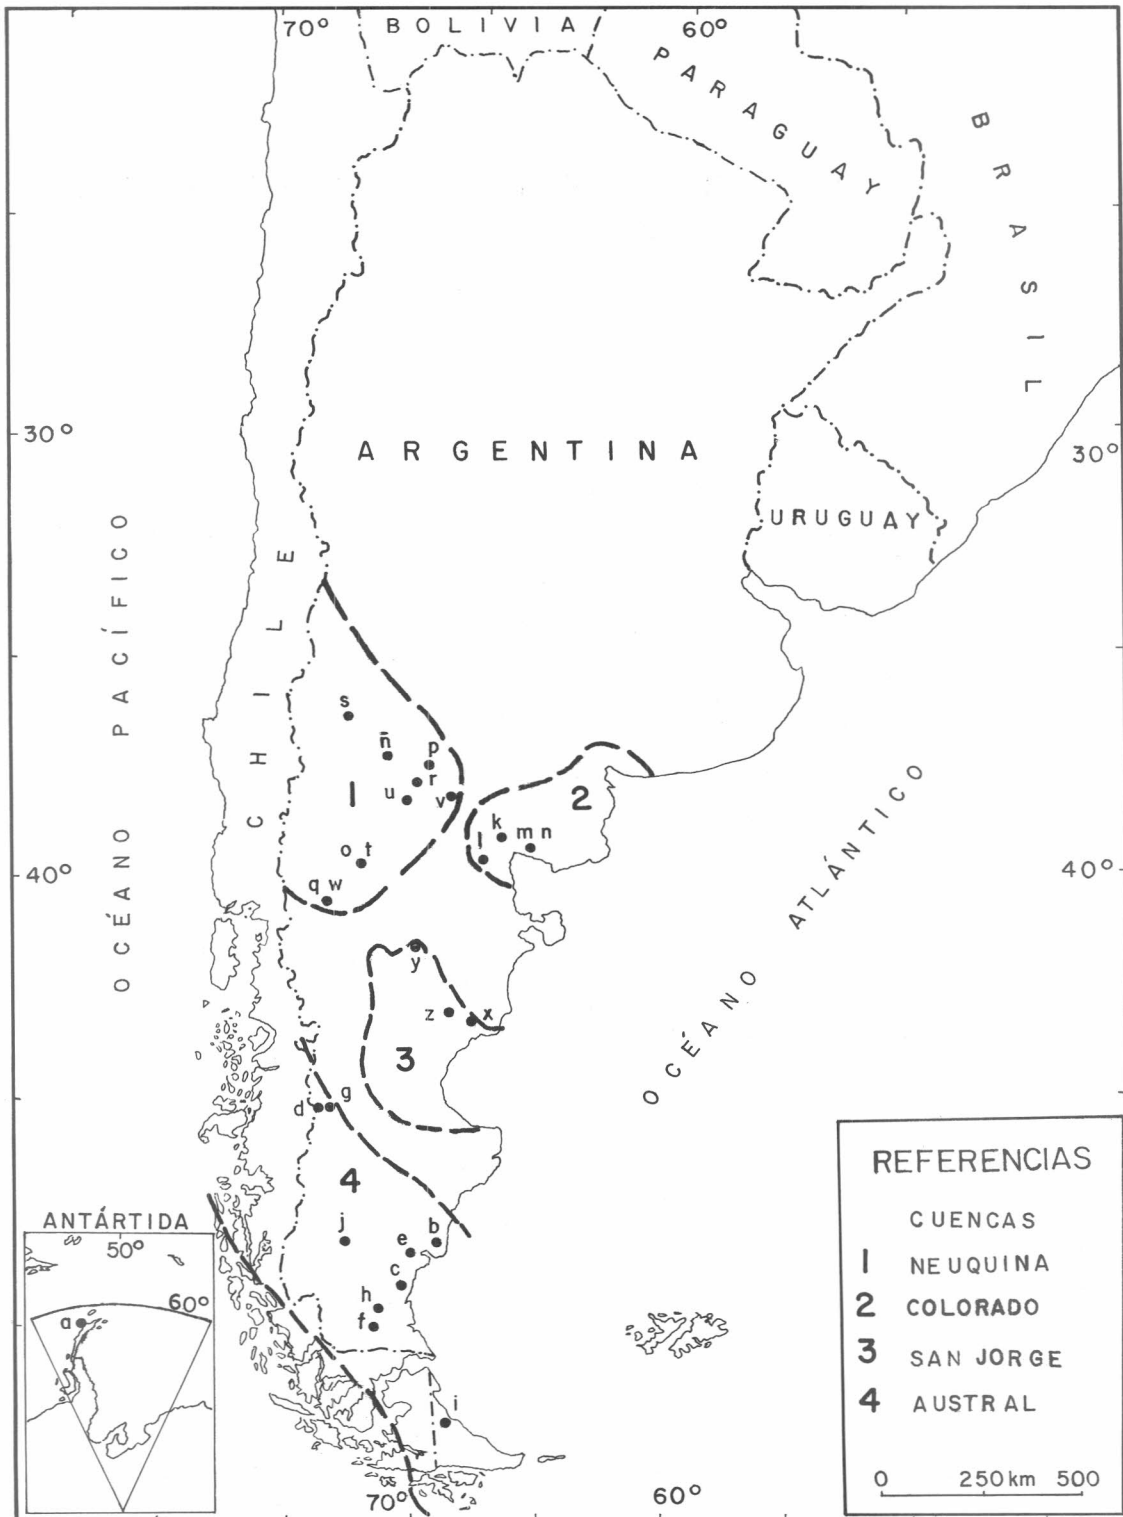 70°
60°
BOLIVIA
PARAGUAY
BRASIL
30°
ARGENTINA
30°
URUGUAY
OCÉANO PACÍFICO
CHILE
s
n̄
p
r
u
v
1
2
k
m n
l
o t
q w
40°
40°
OCÉANO ATLÁNTICO
y
z
x
3
d
g
4
j
b
e
c
h
f
i
ANTÁRTIDA
50°
60°
a
70°
60°
REFERENCIAS
CUENCAS
1 NEUQUINA
2 COLORADO
3 SAN JORGE
4 AUSTRAL
0 250 km 500